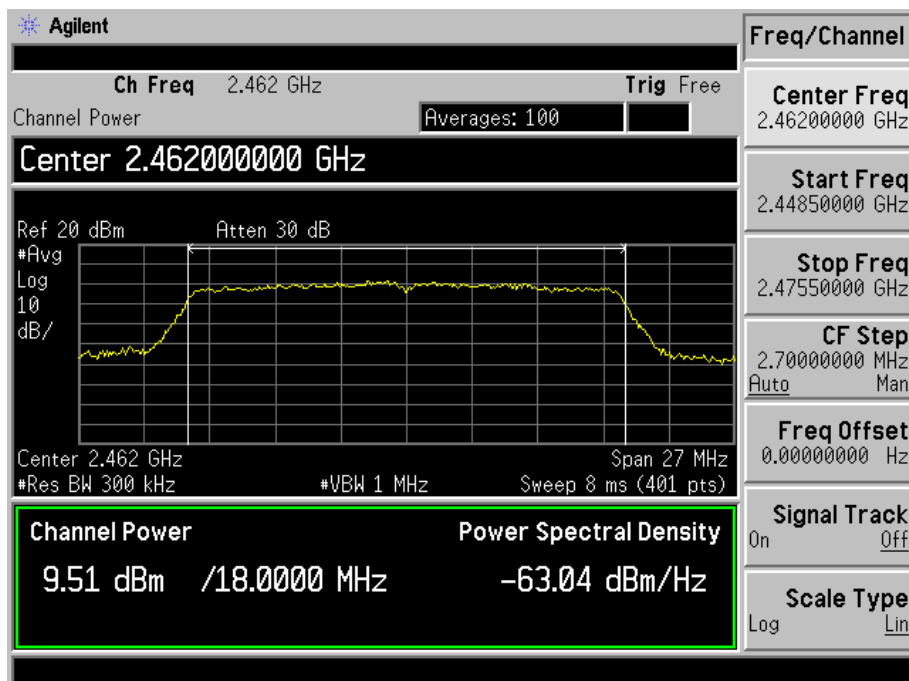 Agilent
Ch Freq 2.462 GHz Trig Free
Channel Power Averages: 100
Center 2.462000000 GHz
Ref 20 dBm Atten 30 dB
#Avg
Log
10
dB/
Center 2.462 GHz Span 27 MHz
#Res BW 300 kHz #VBW 1 MHz Sweep 8 ms (401 pts)
Channel Power Power Spectral Density
9.51 dBm /18.0000 MHz -63.04 dBm/Hz
Freq/Channel
Center Freq
2.46200000 GHz
Start Freq
2.44850000 GHz
Stop Freq
2.47550000 GHz
CF Step
2.70000000 MHz
Auto Man
Freq Offset
0.00000000 Hz
Signal Track
On Off
Scale Type
Log Lin